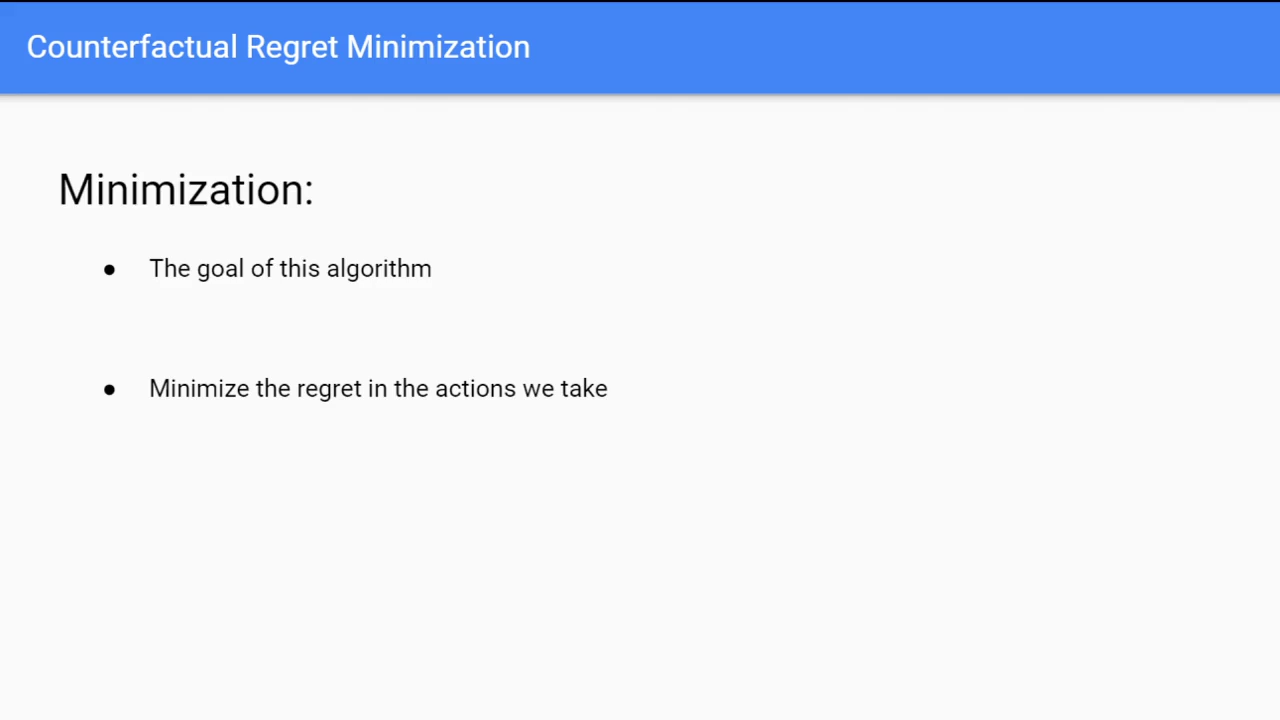 Counterfactual Regret Minimization
Minimization:
● The goal of this algorithm
● Minimize the regret in the actions we take